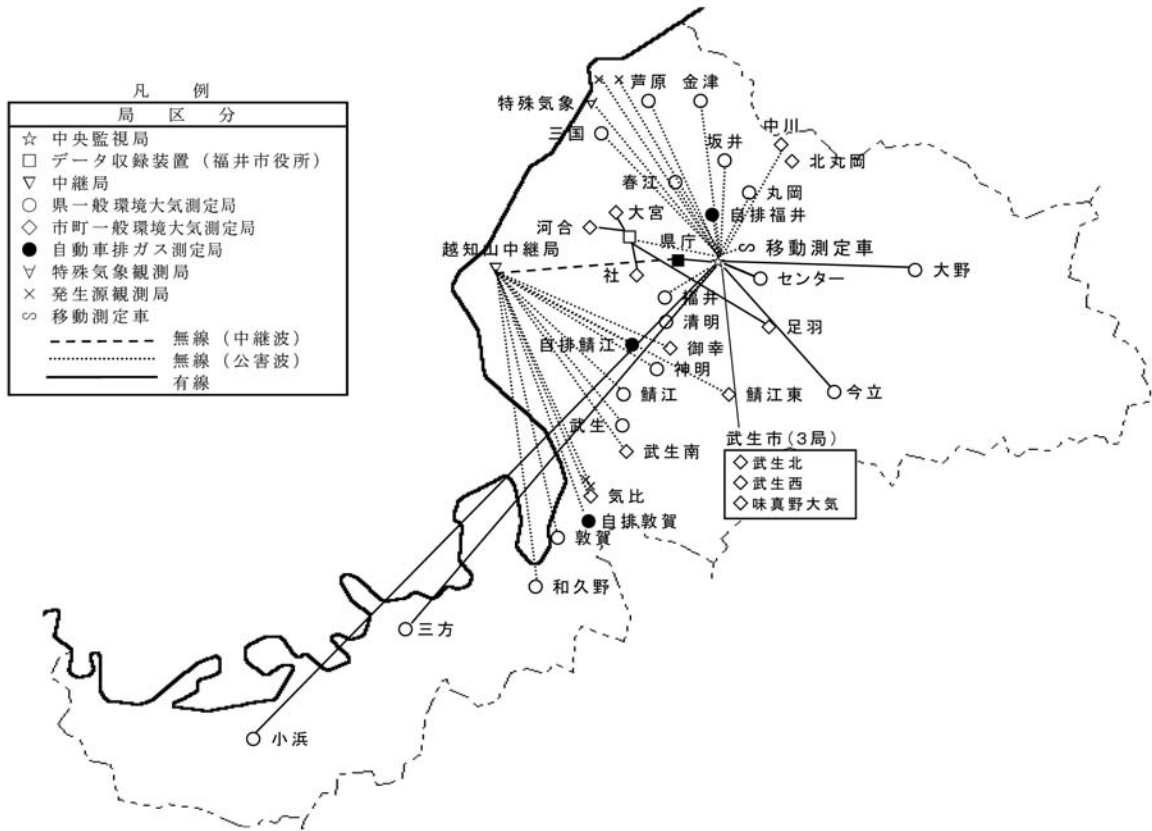 凡 例
局 区 分
☆ 中央監視局
□ データ収録装置（福井市役所）
▽ 中継局
○ 県一般環境大気測定局
◇ 市町一般環境大気測定局
● 自動車排ガス測定局
∀ 特殊気象観測局
× 発生源観測局
∽ 移動測定車
無線（中継波）
無線（公害波）
有線
芦原 金津
特殊気象
三国
中川
坂井
北丸岡
春江
丸岡
大宮
自排福井
河合
県庁
∽ 移動測定車
越知山中継局
社
センター
大野
福井
清明
足羽
自排鯖江
御幸
神明
鯖江
鯖江東
今立
武生
武生市(3局)
武生南
◇武生北
◇武生西
◇味真野大気
気比
自排敦賀
敦賀
和久野
三方
小浜